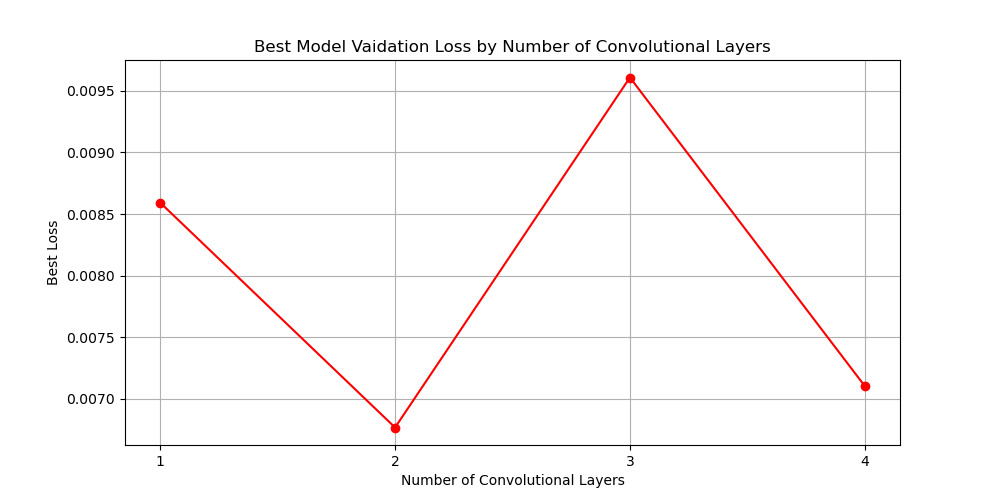 Best Model Vaidation Loss by Number of Convolutional Layers
0.0095
0.0090
0.0085
0.0080
0.0075
0.0070
Best Loss
1 2 3 4
Number of Convolutional Layers